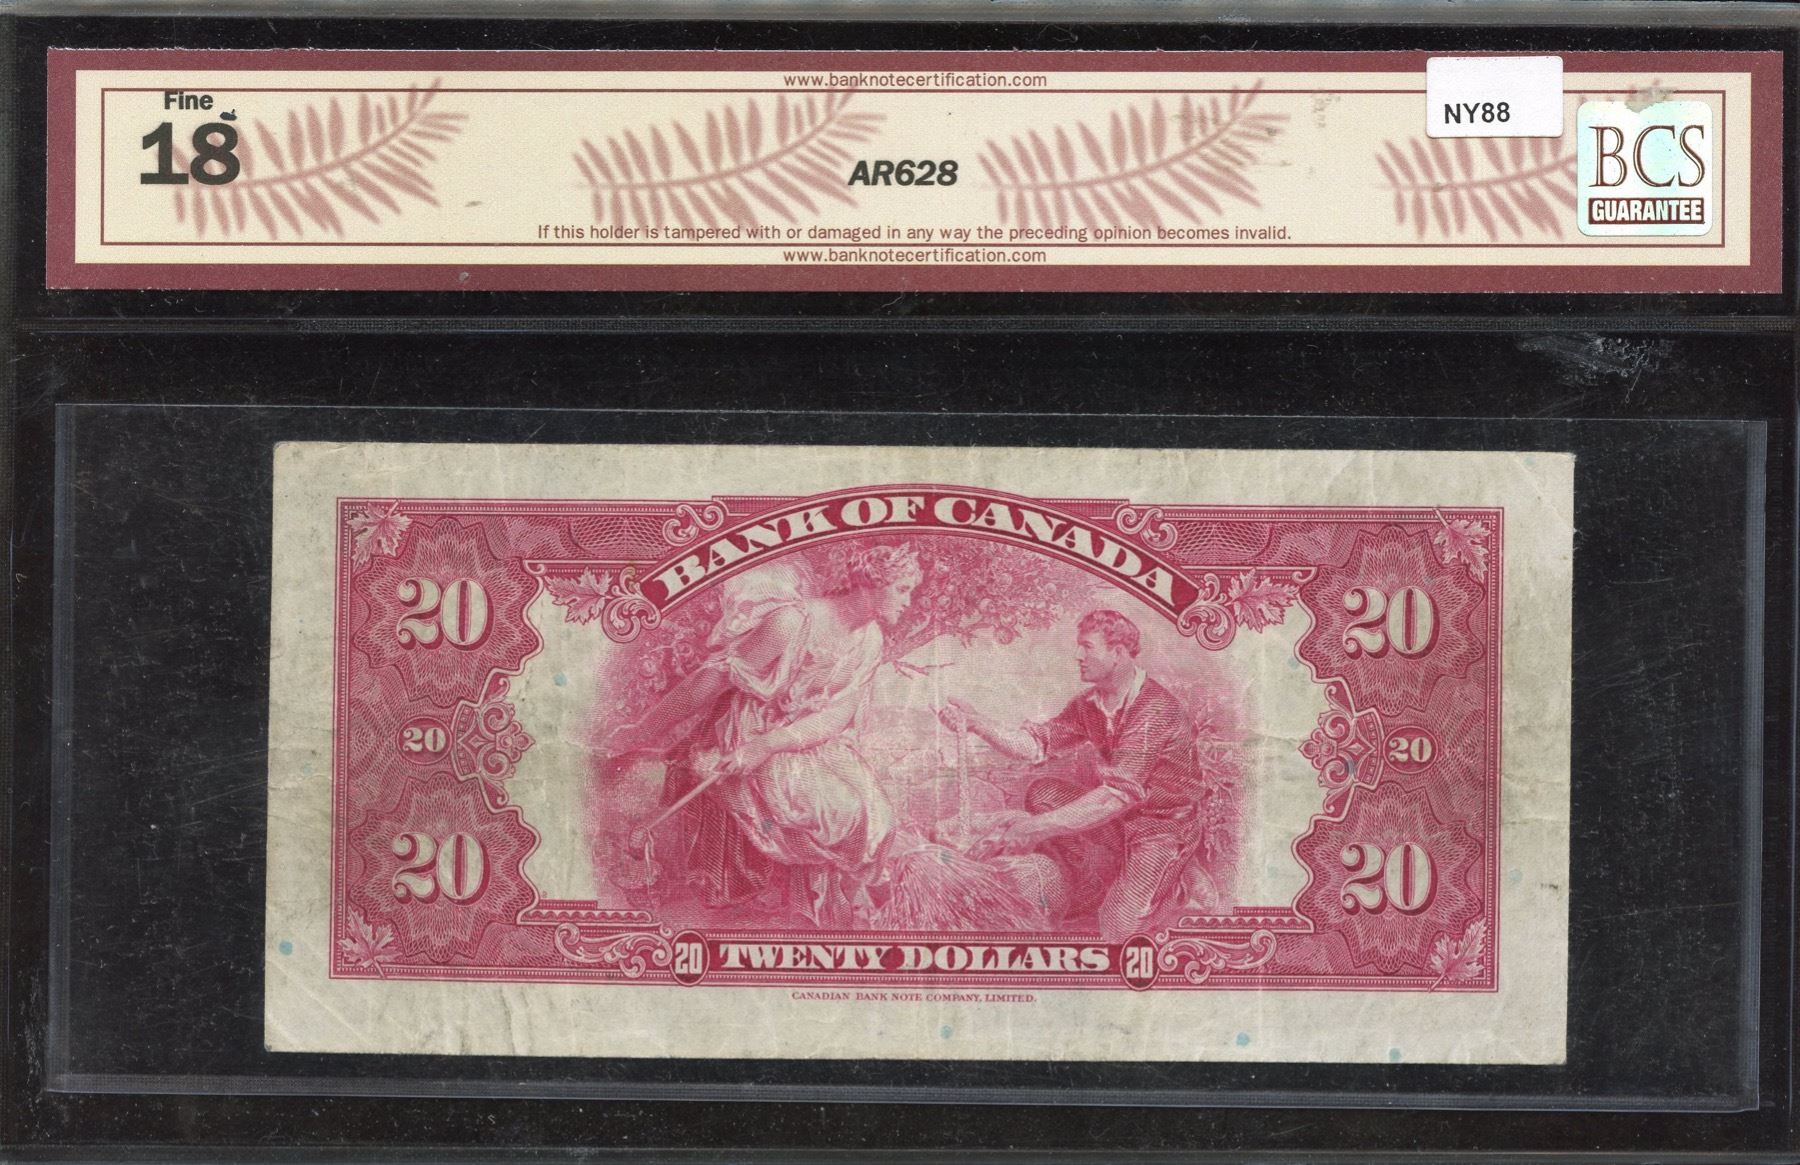 www.banknotecertification.com
Fine
18
NY88
BCS
GUARANTEE
AR628
If this holder is tampered with or damaged in any way the preceding opinion becomes invalid.
www.banknotecertification.com
BANK OF CANADA
20
20
20
20
20
20
20 TWENTY DOLLARS 20
CANADIAN BANK NOTE COMPANY, LIMITED.